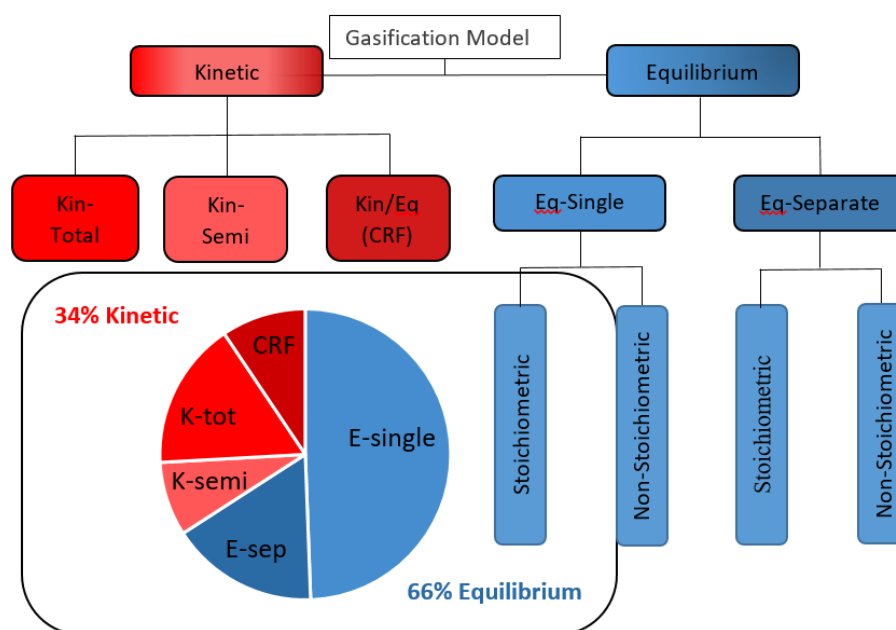 Gasification Model
Kinetic
Equilibrium
Kin-
Total
Kin-
Semi
Kin/Eq
(CRF)
Eq-Single
Eq-Separate
34% Kinetic
CRF
K-tot
E-single
K-semi
E-sep
66% Equilibrium
Stoichiometric
Non-Stoichiometric
Stoichiometric
Non-Stoichiometric